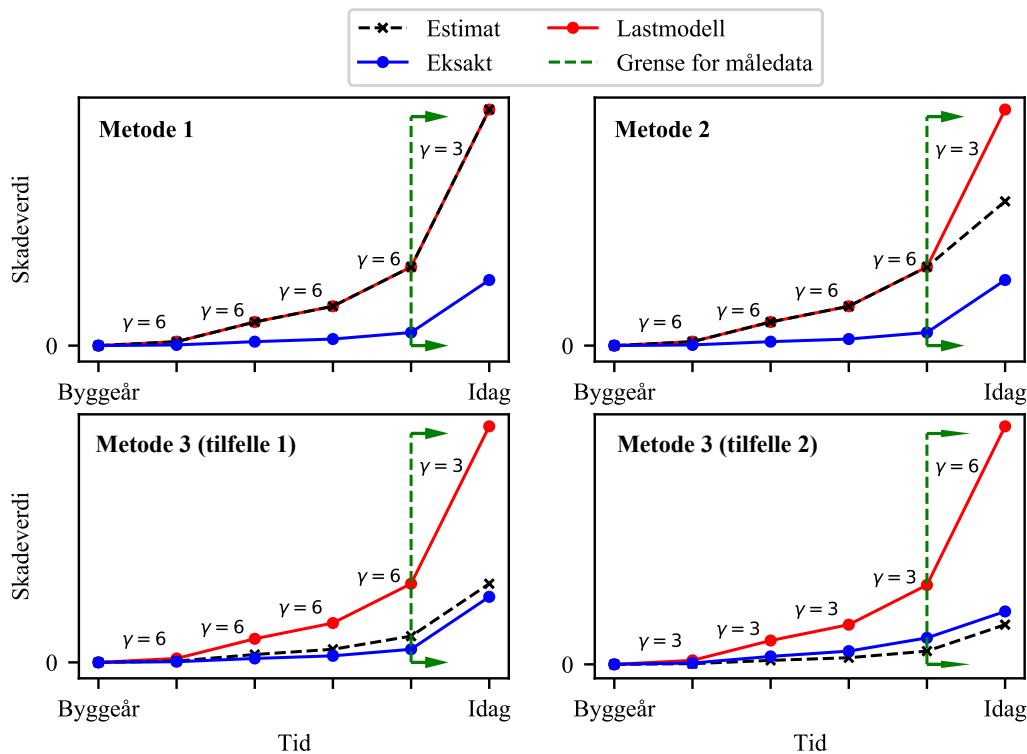 Estimat
Lastmodell
Eksakt
Grense for måledata
Metode 1
γ = 3
γ = 6
γ = 6
γ = 6
γ = 6
Skadeverdi
0
Byggeår
Idag
Metode 2
γ = 3
γ = 6
γ = 6
γ = 6
γ = 6
0
Byggeår
Idag
Metode 3 (tilfelle 1)
γ = 3
γ = 6
γ = 6
γ = 6
γ = 6
Skadeverdi
0
Byggeår
Idag
Tid
Metode 3 (tilfelle 2)
γ = 6
γ = 3
γ = 3
γ = 3
γ = 3
0
Byggeår
Idag
Tid